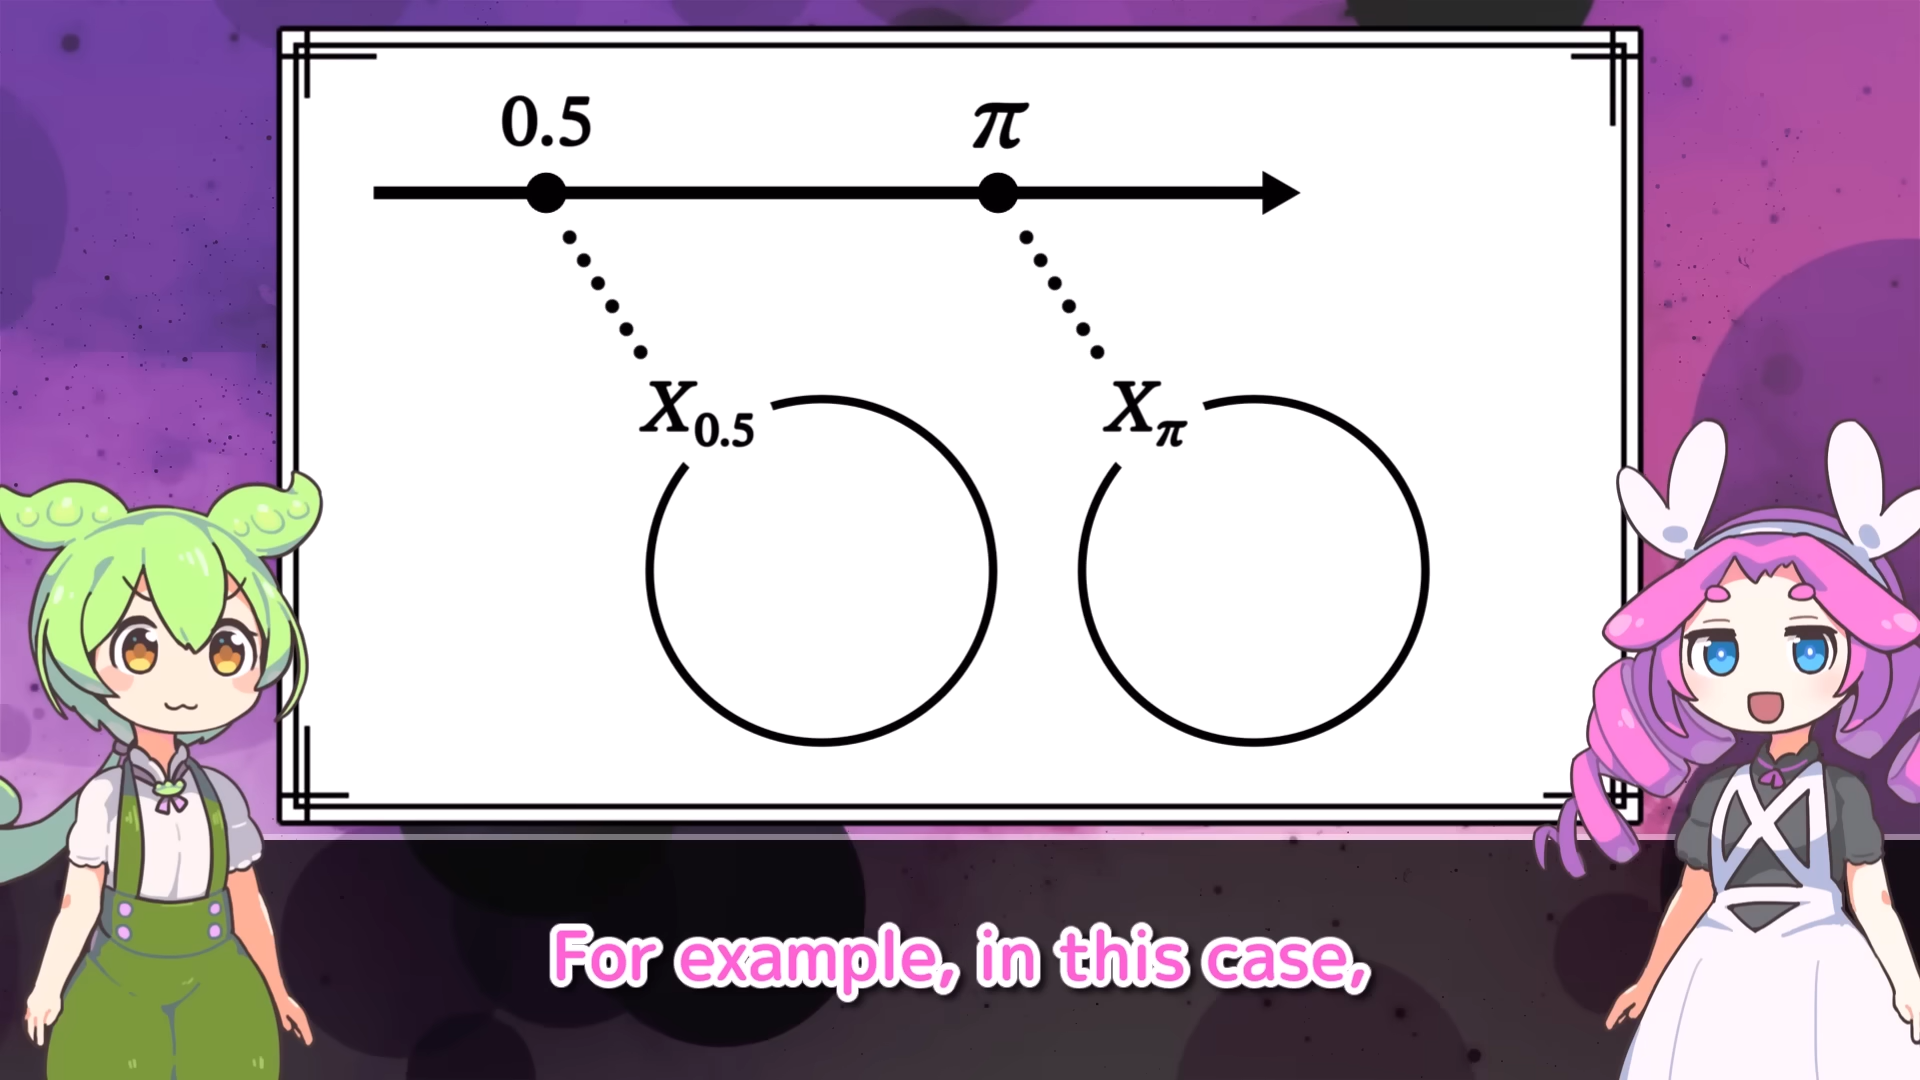 0.5 π
X0.5 Xπ
For example, in this case,